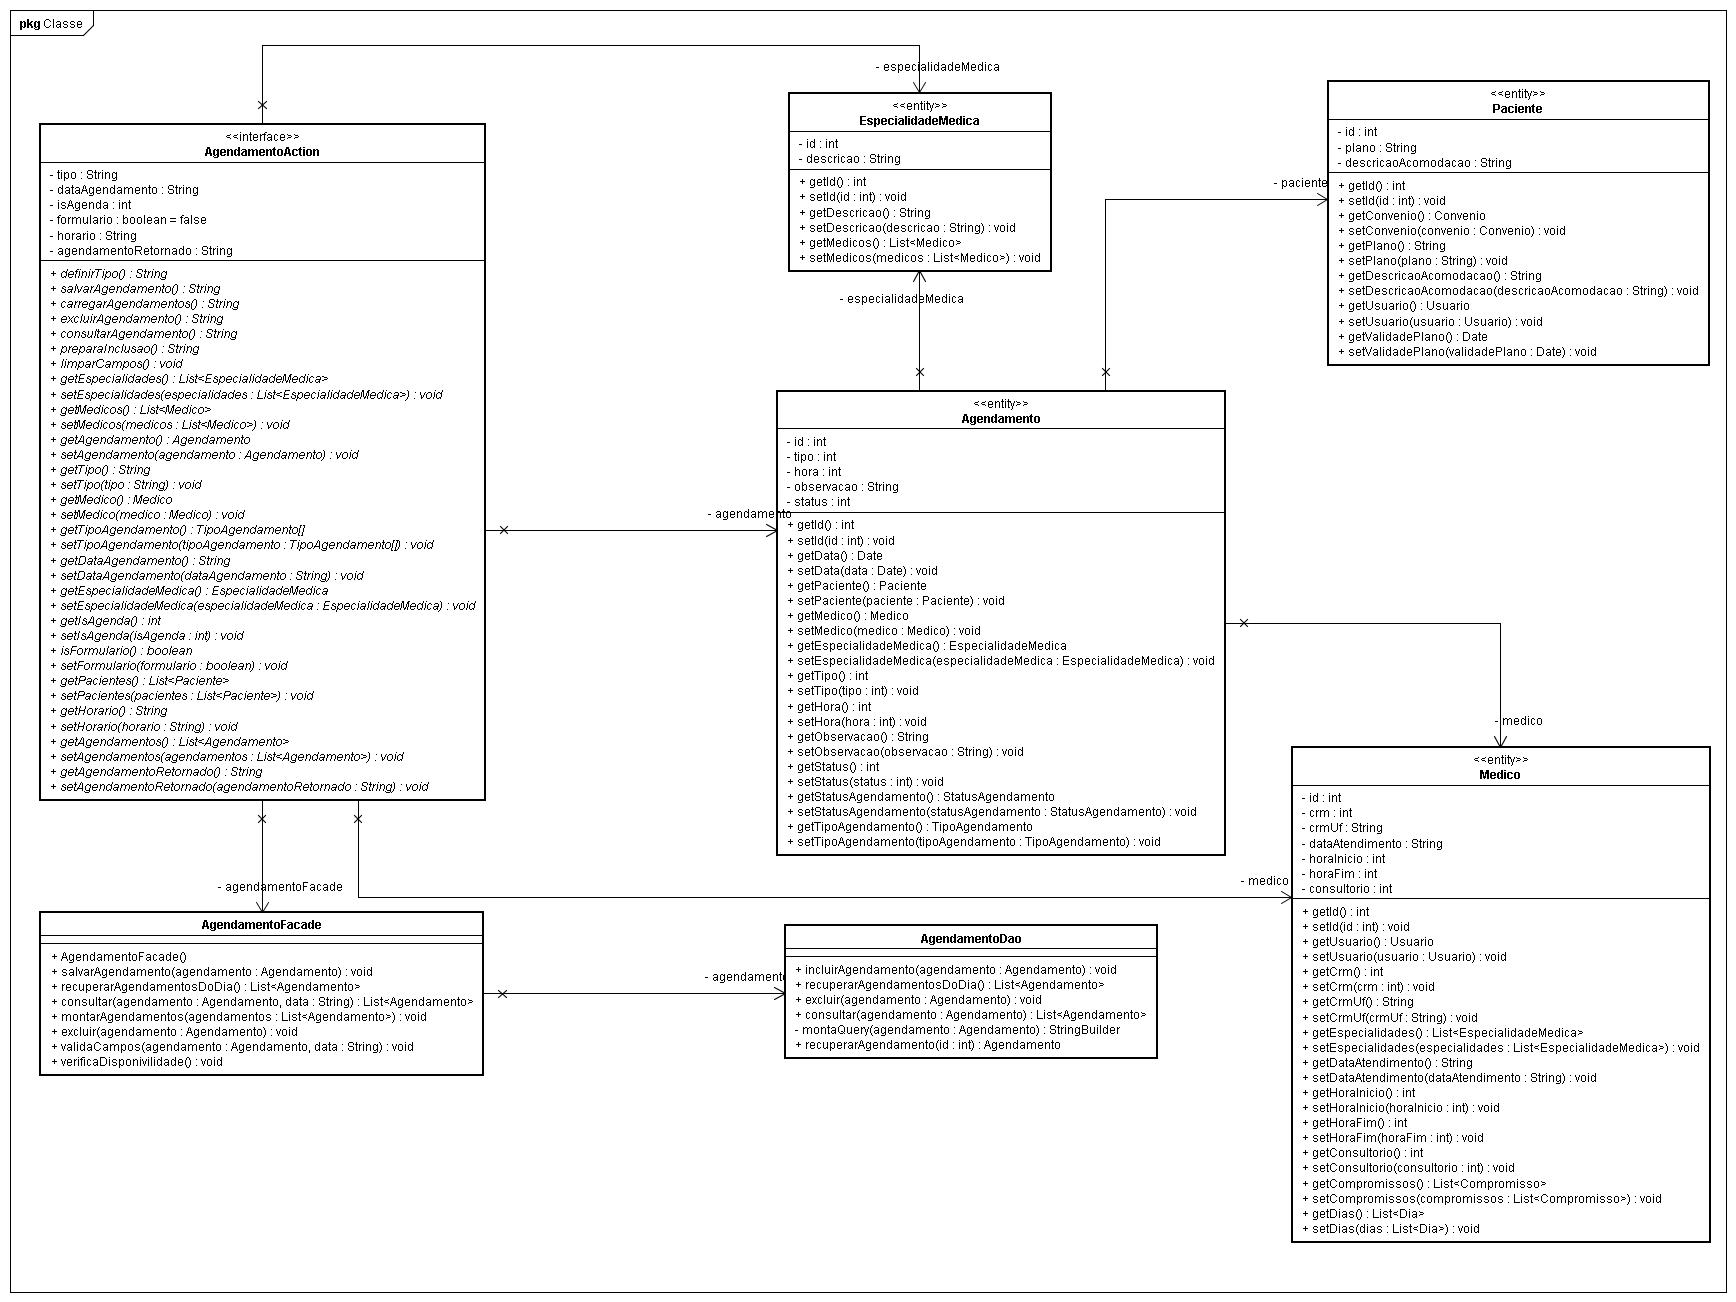 pkg Classe
- especialidadeMedica
<<interface>>
AgendamentoAction
- tipo : String
- dataAgendamento : String
- isAgenda : int
- formulario : boolean = false
- horario : String
- agendamentoRetornado : String
+ definirTipo() : String
+ salvarAgendamento() : String
+ carregarAgendamentos() : String
+ excluirAgendamento() : String
+ consultarAgendamento() : String
+ preparaInclusao() : String
+ limparCampos() : void
+ getEspecialidades() : List<EspecialidadeMedica>
+ setEspecialidades(especialidades : List<EspecialidadeMedica>) : void
+ getMedicos() : List<Medico>
+ setMedicos(medicos : List<Medico>) : void
+ getAgendamento() : Agendamento
+ setAgendamento(agendamento : Agendamento) : void
+ getTipo() : String
+ setTipo(tipo : String) : void
+ getMedico() : Medico
+ setMedico(medico : Medico) : void
+ getTipoAgendamento() : TipoAgendamento[]
+ setTipoAgendamento(tipoAgendamento : TipoAgendamento[]) : void
+ getDataAgendamento() : String
+ setDataAgendamento(dataAgendamento : String) : void
+ getEspecialidadeMedica() : EspecialidadeMedica
+ setEspecialidadeMedica(especialidadeMedica : EspecialidadeMedica) : void
+ getIsAgenda() : int
+ setIsAgenda(isAgenda : int) : void
+ isFormulario() : boolean
+ setFormulario(formulario : boolean) : void
+ getPacientes() : List<Paciente>
+ setPacientes(pacientes : List<Paciente>) : void
+ getHorario() : String
+ setHorario(horario : String) : void
+ getAgendamentos() : List<Agendamento>
+ setAgendamentos(agendamentos : List<Agendamento>) : void
+ getAgendamentoRetornado() : String
+ setAgendamentoRetornado(agendamentoRetornado : String) : void
<<entity>>
EspecialidadeMedica
- id : int
- descricao : String
+ getId() : int
+ setId(id : int) : void
+ getDescricao() : String
+ setDescricao(descricao : String) : void
+ getMedicos() : List<Medico>
+ setMedicos(medicos : List<Medico>) : void
- especialidadeMedica
- paciente
<<entity>>
Paciente
- id : int
- plano : String
- descricaoAcomodacao : String
+ getId() : int
+ setId(id : int) : void
+ getConvenio() : Convenio
+ setConvenio(convenio : Convenio) : void
+ getPlano() : String
+ setPlano(plano : String) : void
+ getDescricaoAcomodacao() : String
+ setDescricaoAcomodacao(descricaoAcomodacao : String) : void
+ getUsuario() : Usuario
+ setUsuario(usuario : Usuario) : void
+ getValidadePlano() : Date
+ setValidadePlano(validadePlano : Date) : void
- agendamento
<<entity>>
Agendamento
- id : int
- tipo : int
- hora : int
- observacao : String
- status : int
+ getId() : int
+ setId(id : int) : void
+ getData() : Date
+ setData(data : Date) : void
+ getPaciente() : Paciente
+ setPaciente(paciente : Paciente) : void
+ getMedico() : Medico
+ setMedico(medico : Medico) : void
+ getEspecialidadeMedica() : EspecialidadeMedica
+ setEspecialidadeMedica(especialidadeMedica : EspecialidadeMedica) : void
+ getTipo() : int
+ setTipo(tipo : int) : void
+ getHora() : int
+ setHora(hora : int) : void
+ getObservacao() : String
+ setObservacao(observacao : String) : void
+ getStatus() : int
+ setStatus(status : int) : void
+ getStatusAgendamento() : StatusAgendamento
+ setStatusAgendamento(statusAgendamento : StatusAgendamento) : void
+ getTipoAgendamento() : TipoAgendamento
+ setTipoAgendamento(tipoAgendamento : TipoAgendamento) : void
- medico
<<entity>>
Medico
- id : int
- crm : int
- crmUf : String
- dataAtendimento : String
- horaInicio : int
- horaFim : int
- consultorio : int
+ getId() : int
+ setId(id : int) : void
+ getUsuario() : Usuario
+ setUsuario(usuario : Usuario) : void
+ getCrm() : int
+ setCrm(crm : int) : void
+ getCrmUf() : String
+ setCrmUf(crmUf : String) : void
+ getEspecialidades() : List<EspecialidadeMedica>
+ setEspecialidades(especialidades : List<EspecialidadeMedica>) : void
+ getDataAtendimento() : String
+ setDataAtendimento(dataAtendimento : String) : void
+ getHoraInicio() : int
+ setHoraInicio(horaInicio : int) : void
+ getHoraFim() : int
+ setHoraFim(horaFim : int) : void
+ getConsultorio() : int
+ setConsultorio(consultorio : int) : void
+ getCompromissos() : List<Compromisso>
+ setCompromissos(compromissos : List<Compromisso>) : void
+ getDias() : List<Dia>
+ setDias(dias : List<Dia>) : void
- medico
- agendamentoFacade
AgendamentoFacade
+ AgendamentoFacade()
+ salvarAgendamento(agendamento : Agendamento) : void
+ recuperarAgendamentosDoDia() : List<Agendamento>
+ consultar(agendamento : Agendamento, data : String) : List<Agendamento>
+ montarAgendamentos(agendamentos : List<Agendamento>) : void
+ excluir(agendamento : Agendamento) : void
+ validaCampos(agendamento : Agendamento, data : String) : void
+ verificaDisponivilidade() : void
- agendamento
AgendamentoDao
+ incluirAgendamento(agendamento : Agendamento) : void
+ recuperarAgendamentosDoDia() : List<Agendamento>
+ excluir(agendamento : Agendamento) : void
+ consultar(agendamento : Agendamento) : List<Agendamento>
- montaQuery(agendamento : Agendamento) : StringBuilder
+ recuperarAgendamento(id : int) : Agendamento